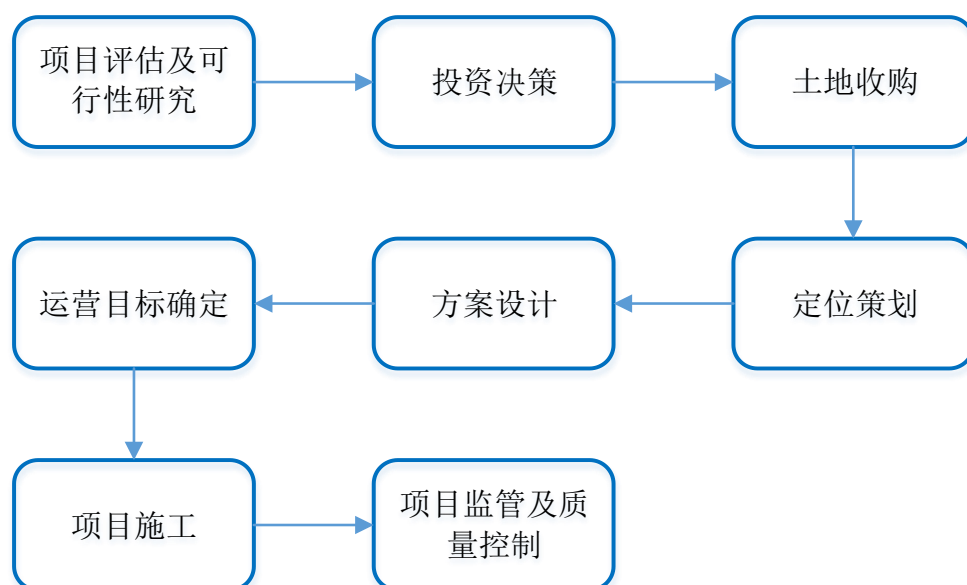 项目评估及可
行性研究
投资决策
土地收购
定位策划
方案设计
运营目标确定
项目施工
项目监管及质
量控制